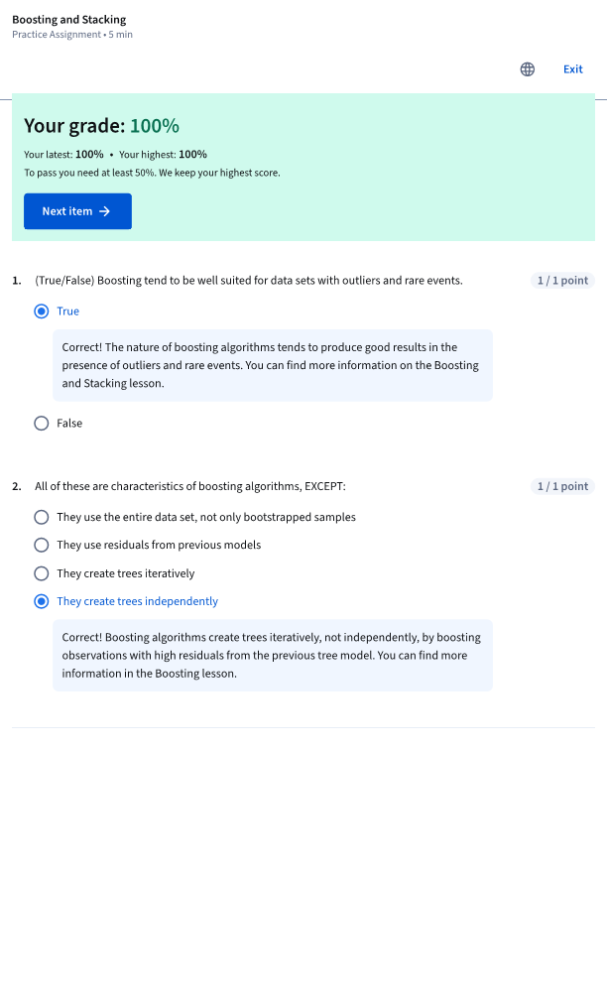 Boosting and Stacking
Practice Assignment • 5 min
Exit
Your grade: 100%
Your latest: 100% • Your highest: 100%
To pass you need at least 50%. We keep your highest score.
Next item →
1. (True/False) Boosting tend to be well suited for data sets with outliers and rare events. 1 / 1 point
True
Correct! The nature of boosting algorithms tends to produce good results in the
presence of outliers and rare events. You can find more information on the Boosting
and Stacking lesson.
False
2. All of these are characteristics of boosting algorithms, EXCEPT: 1 / 1 point
They use the entire data set, not only bootstrapped samples
They use residuals from previous models
They create trees iteratively
They create trees independently
Correct! Boosting algorithms create trees iteratively, not independently, by boosting
observations with high residuals from the previous tree model. You can find more
information in the Boosting lesson.